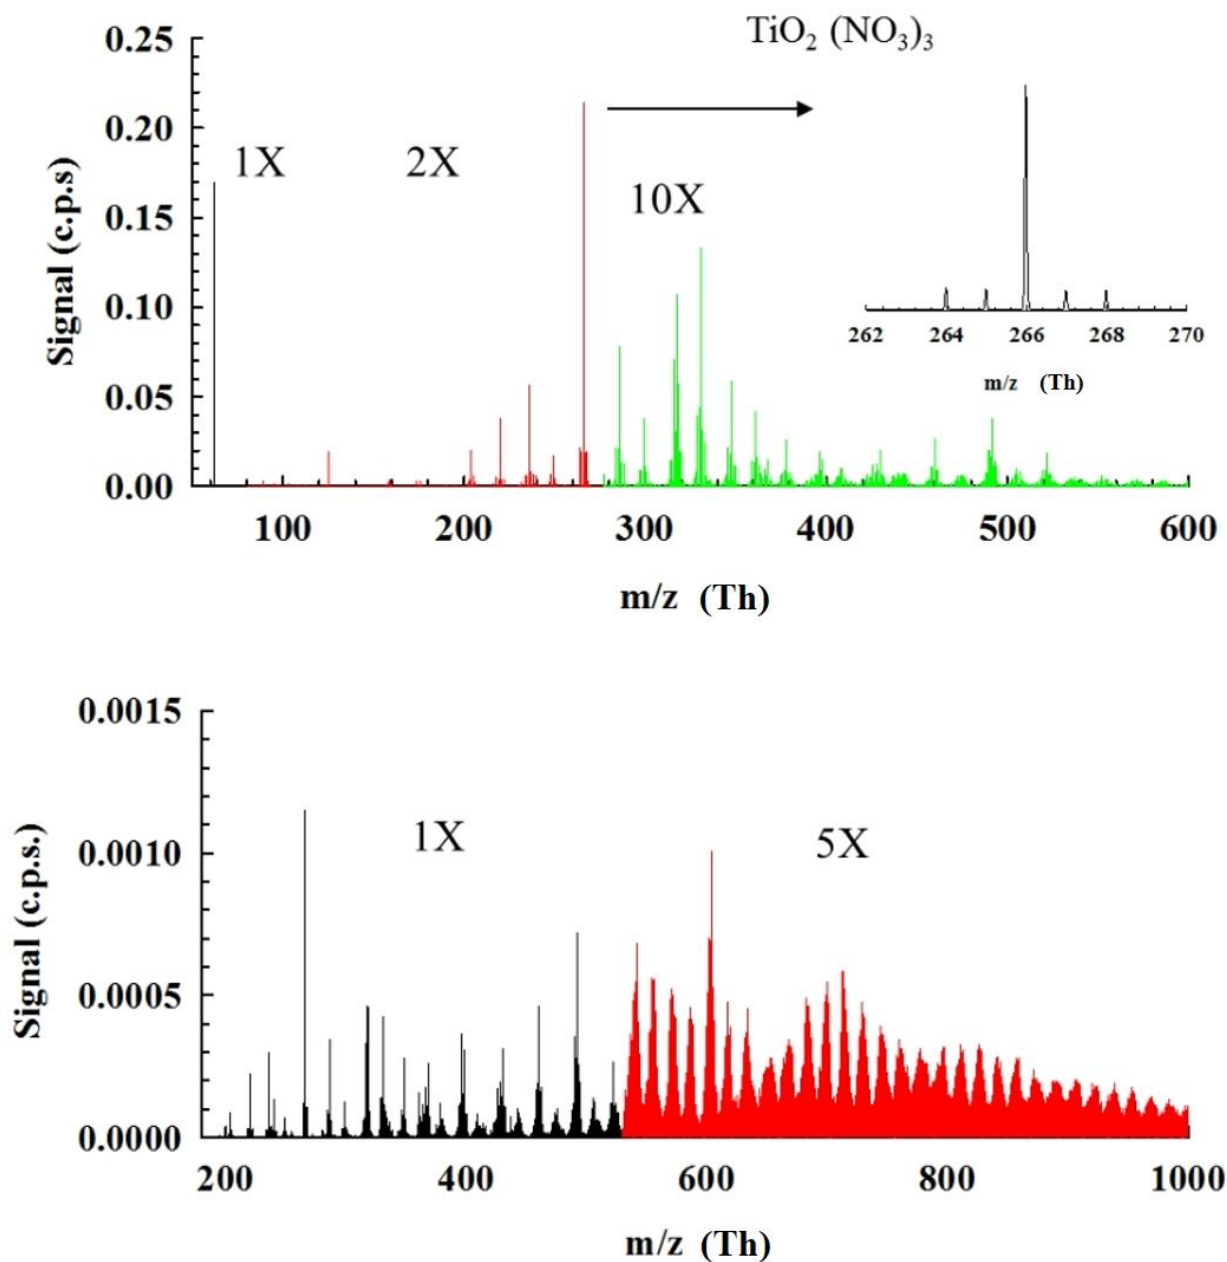 TiO₂ (NO₃)₃
0.25
0.20
0.15
0.10
0.05
0.00
Signal (c.p.s)
1X
2X
10X
262 264 266 268 270
m/z (Th)
100 200 300 400 500 600
m/z (Th)
0.0015
0.0010
0.0005
0.0000
Signal (c.p.s.)
1X
5X
200 400 600 800 1000
m/z (Th)